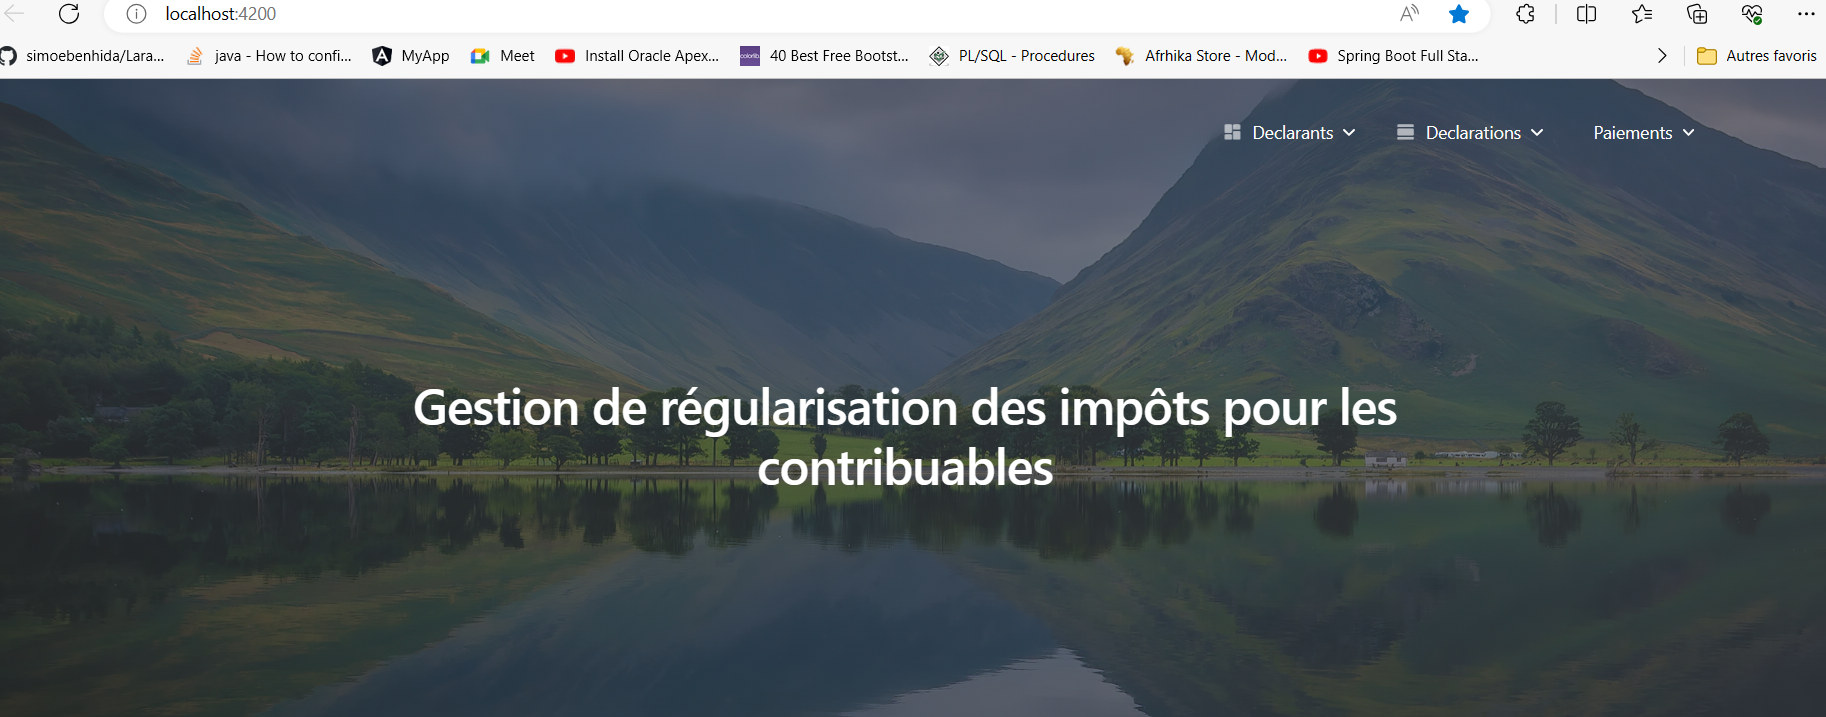 localhost:4200
simoebenhida/Lara...
java - How to confi...
MyApp
Meet
Install Oracle Apex...
colorlib
40 Best Free Bootst...
PL/SQL - Procedures
Afrhika Store - Mod...
Spring Boot Full Sta...
Autres favoris
Declarants
Declarations
Paiements
Gestion de régularisation des impôts pour les
contribuables